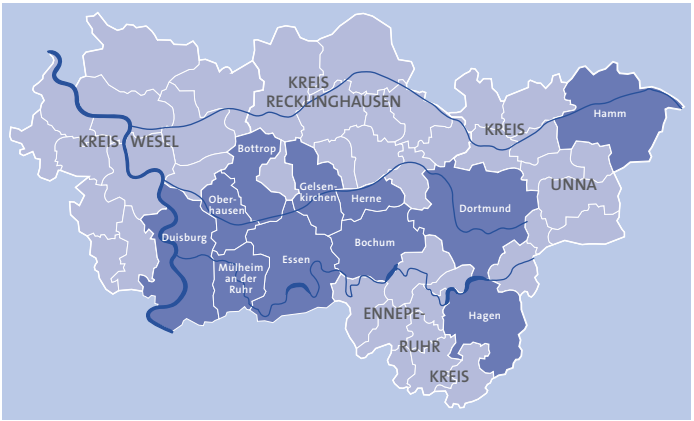 KREIS
RECKLINGHAUSEN
Hamm
KREIS
UNNA
KREIS WESEL
Bottrop
Gelsen-
kirchen
Herne
Ober-
hausen
Dortmund
Duisburg
Bochum
Essen
Mülheim
an der
Ruhr
ENNEPE-
RUHR
KREIS
Hagen